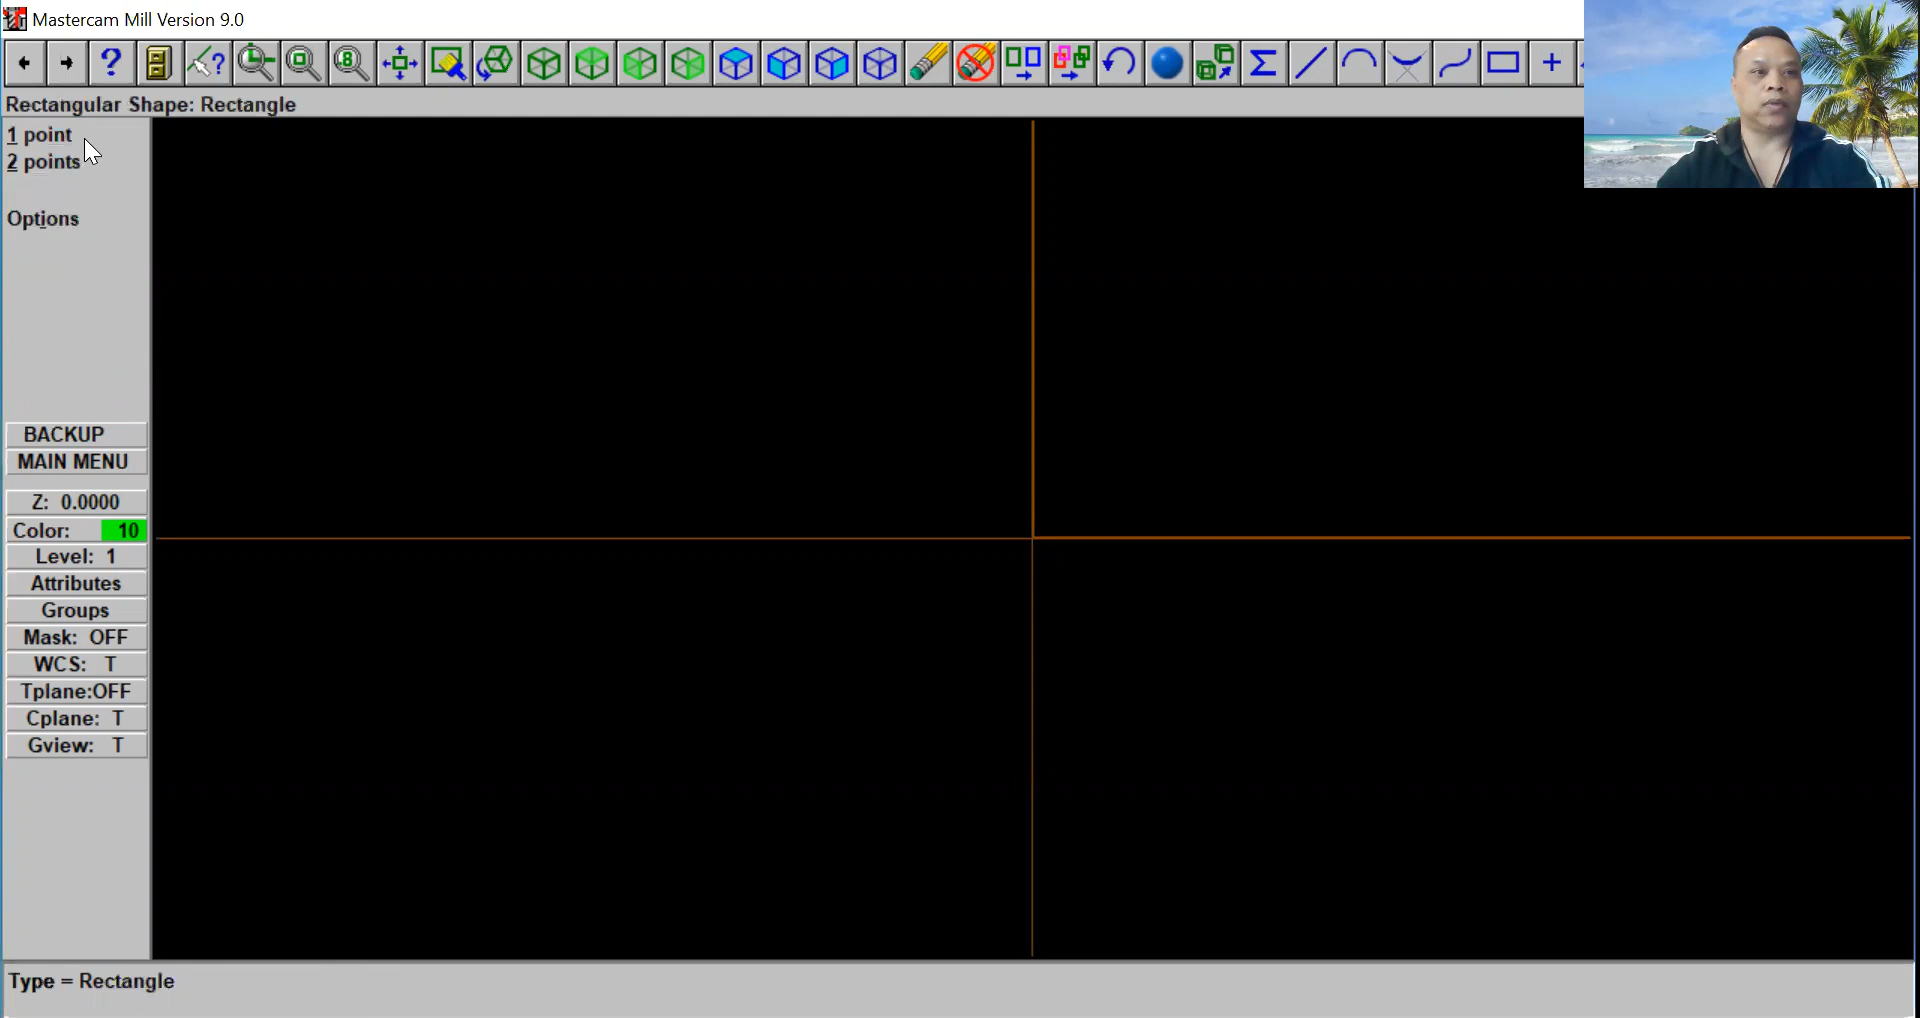 Mastercam Mill Version 9.0
Rectangular Shape: Rectangle
1 point
2 points
Options
BACKUP
MAIN MENU
Z: 0.0000
Color: 10
Level: 1
Attributes
Groups
Mask: OFF
WCS: T
Tplane:OFF
Cplane: T
Gview: T
Type = Rectangle